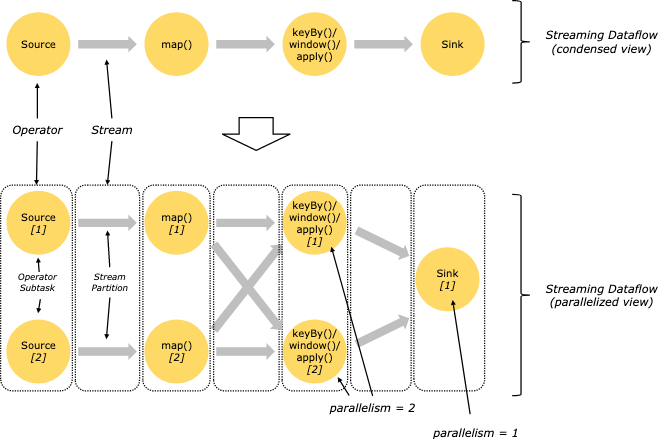 Source
map()
keyBy()/
window()/
apply()
Sink
Streaming Dataflow
(condensed view)
Operator
Stream
Source
[1]
map()
[1]
keyBy()/
window()/
apply()
[1]
Operator
Subtask
Stream
Partition
Sink
[1]
Streaming Dataflow
(parallelized view)
Source
[2]
map()
[2]
keyBy()/
window()/
apply()
[2]
parallelism = 2
parallelism = 1